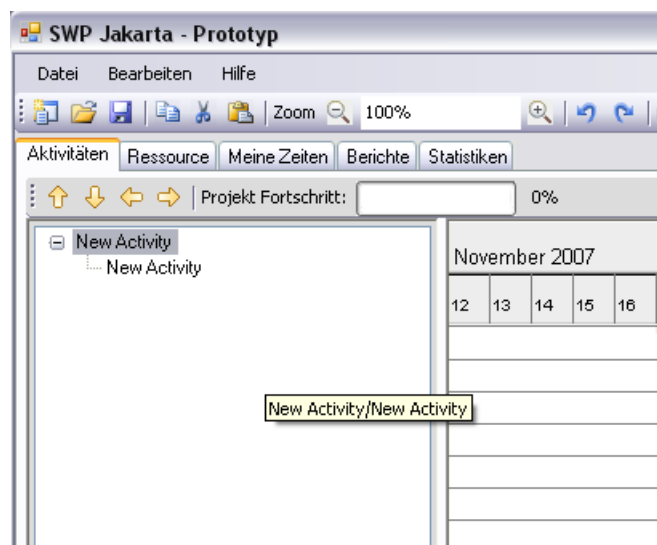 SWP Jakarta - Prototyp
Datei Bearbeiten Hilfe
Zoom 100%
Aktivitäten Ressource Meine Zeiten Berichte Statistiken
Projekt Fortschritt: 0%
New Activity
New Activity
November 2007
12 13 14 15 16
New Activity/New Activity